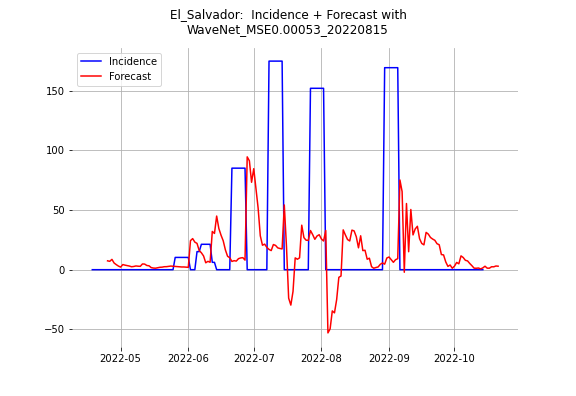 El_Salvador: Incidence + Forecast with
WaveNet_MSE0.00053_20220815
Incidence
Forecast
150
100
50
0
−50
2022-05 2022-06 2022-07 2022-08 2022-09 2022-10